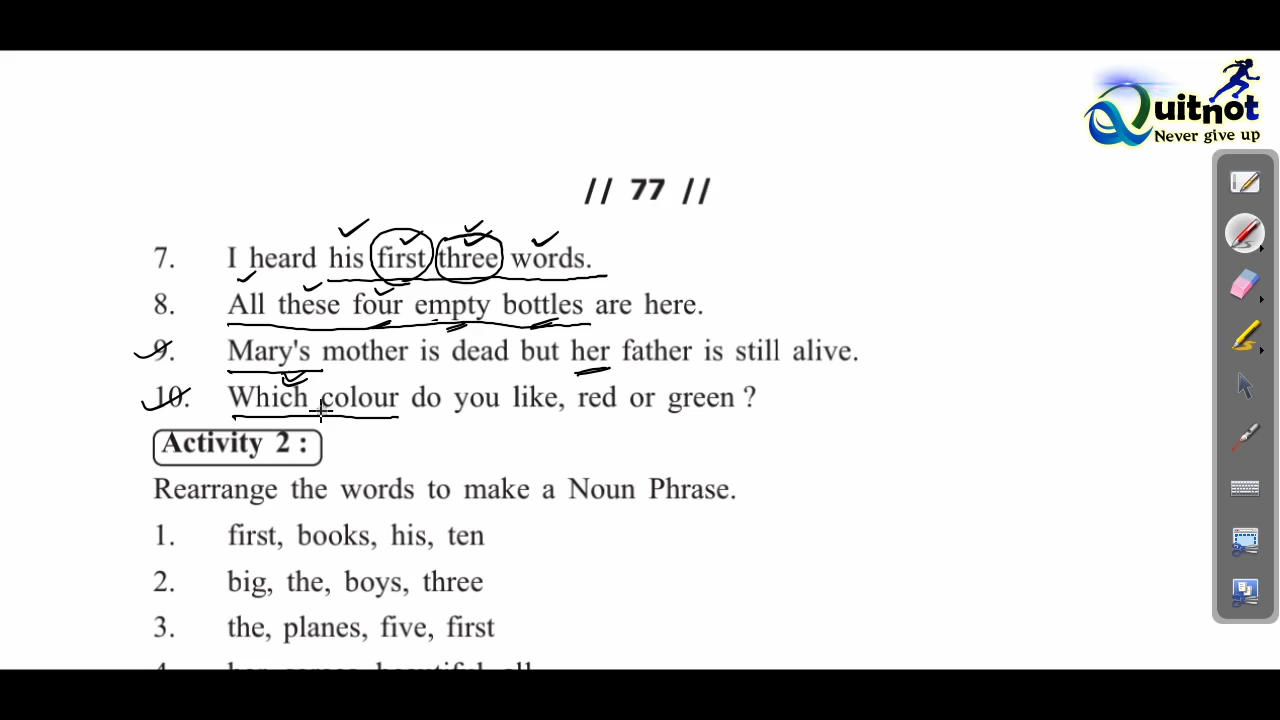 Quitnot
Never give up
// 77 //
7. I heard his first three words.
8. All these four empty bottles are here.
9. Mary's mother is dead but her father is still alive.
10. Which colour do you like, red or green ?
Activity 2 :
Rearrange the words to make a Noun Phrase.
1. first, books, his, ten
2. big, the, boys, three
3. the, planes, five, first